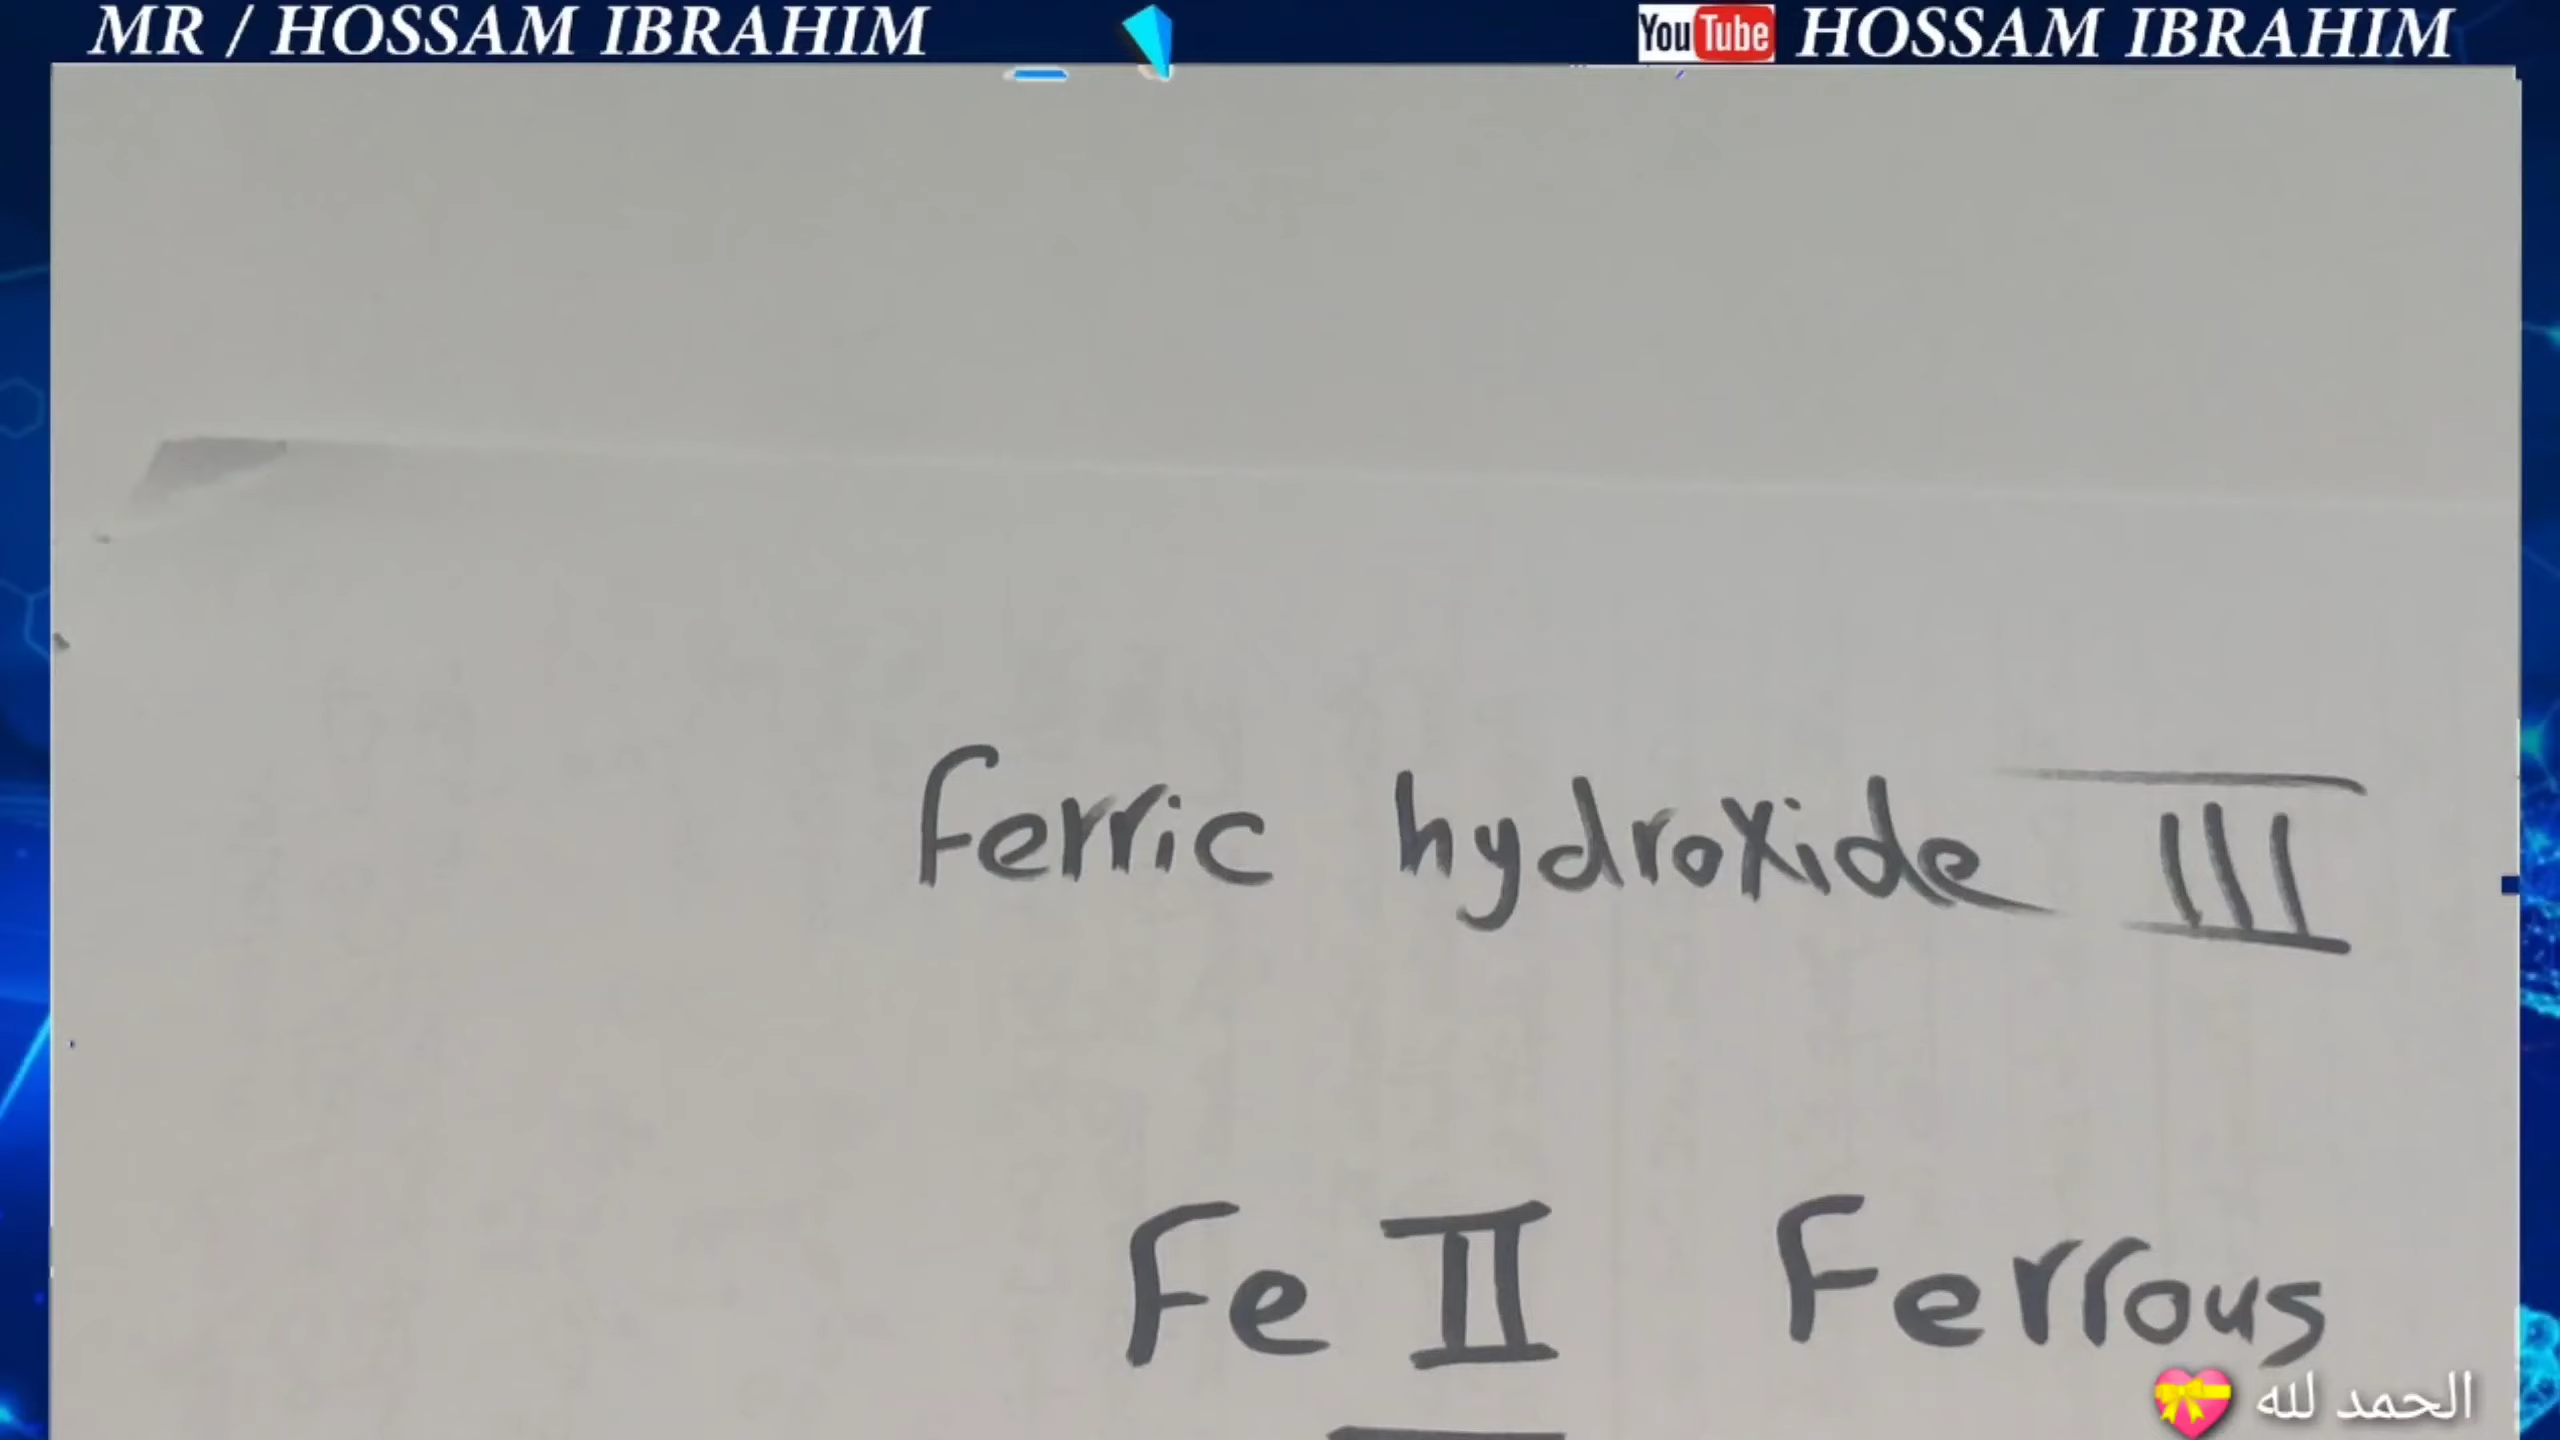 MR / HOSSAM IBRAHIM
YouTube HOSSAM IBRAHIM
Ferric hydroxide III
Fe II Ferrous
الحمد لله